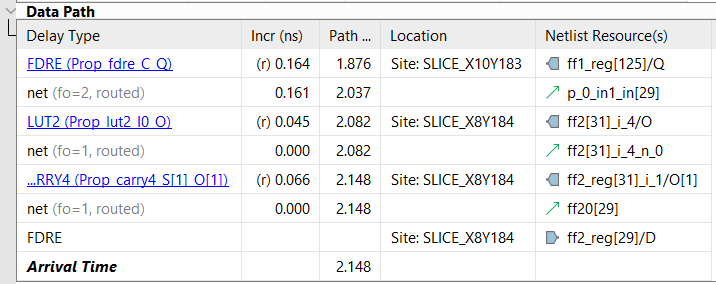 Data Path
Delay Type Incr (ns) Path ... Location Netlist Resource(s)
FDRE (Prop_fdre_C_Q) (r) 0.164 1.876 Site: SLICE_X10Y183 ff1_reg[125]/Q
net (fo=2, routed) 0.161 2.037 p_0_in1_in[29]
LUT2 (Prop_lut2_I0_O) (r) 0.045 2.082 Site: SLICE_X8Y184 ff2[31]_i_4/O
net (fo=1, routed) 0.000 2.082 ff2[31]_i_4_n_0
...RRY4 (Prop_carry4_S[1]_O[1]) (r) 0.066 2.148 Site: SLICE_X8Y184 ff2_reg[31]_i_1/O[1]
net (fo=1, routed) 0.000 2.148 ff20[29]
FDRE Site: SLICE_X8Y184 ff2_reg[29]/D
Arrival Time 2.148